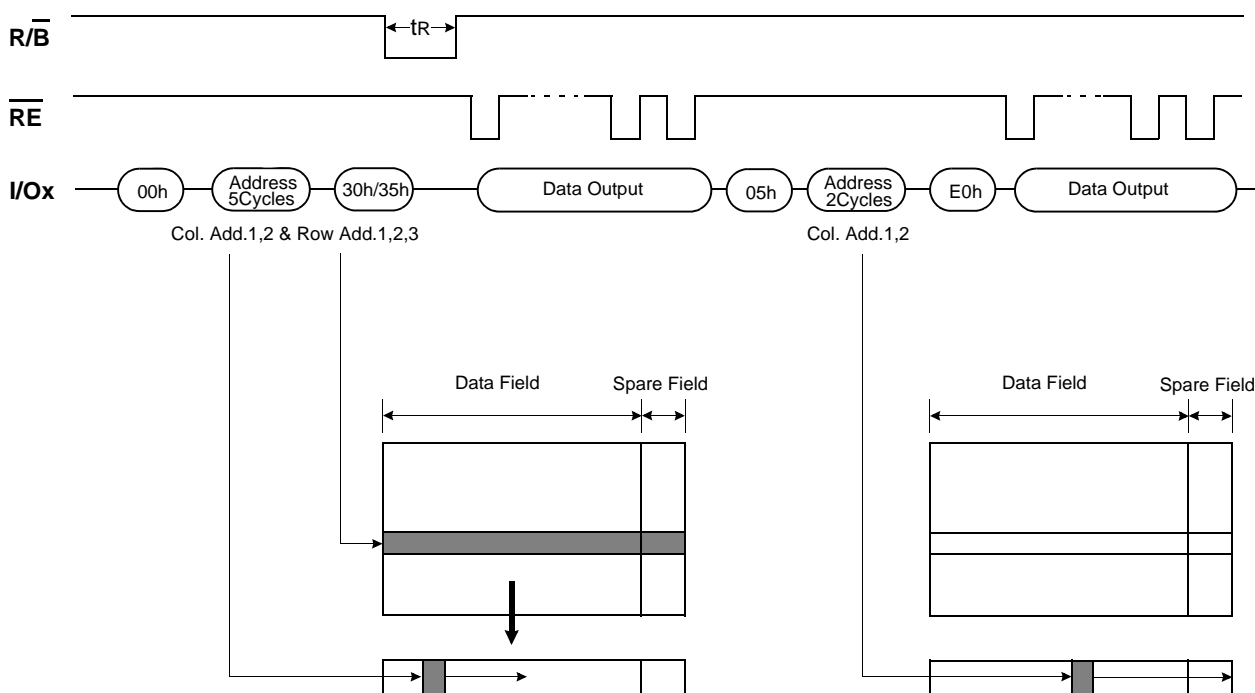 R/B
tR
RE
I/Ox
00h
Address
5Cycles
30h/35h
Data Output
05h
Address
2Cycles
E0h
Data Output
Col. Add.1,2 & Row Add.1,2,3
Col. Add.1,2
Data Field
Spare Field
Data Field
Spare Field